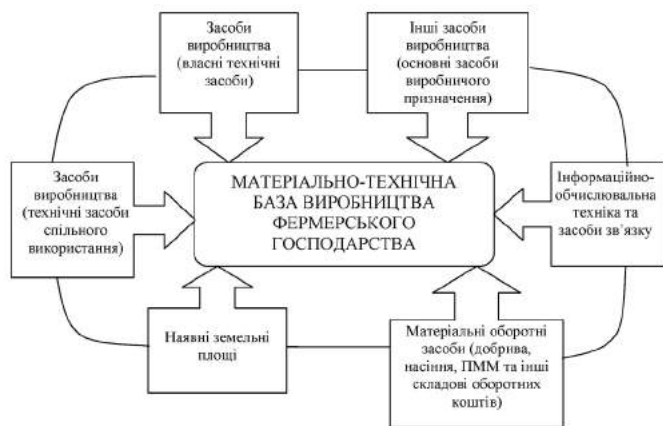 Засоби
виробництва
(власні технічні
засоби)
Інші засоби
виробництва
(основні засоби
виробничого
призначення)
Засоби
виробництва
(технічні засоби
спільного
використання)
МАТЕРІАЛЬНО-ТЕХНІЧНА
БАЗА ВИРОБНИЦТВА
ФЕРМЕРСЬКОГО
ГОСПОДАРСТВА
Інформаційно-
обчислювальна
техніка та
засоби зв’язку
Наявні земельні
площі
Матеріальні оборотні
засоби (добрива,
насіння, ПММ та інші
складові оборотних
коштів)